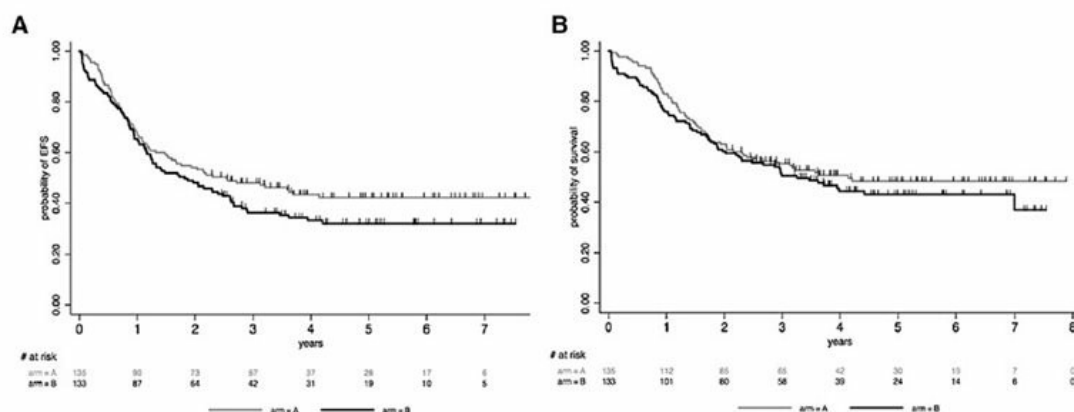 A
1.00
0.80
0.60
0.40
0.20
0.00
probability of EFS
0 1 2 3 4 5 6 7
years
# at risk
arm = A 135 90 73 57 37 28 17 6
arm = B 133 87 64 42 31 19 10 5
arm = A arm = B
B
1.00
0.80
0.60
0.40
0.20
0.00
probability of survival
0 1 2 3 4 5 6 7 8
years
# at risk
arm = A 135 112 85 65 42 30 7 0
arm = B 133 101 80 58 39 24 14 6 0
arm = A arm = B